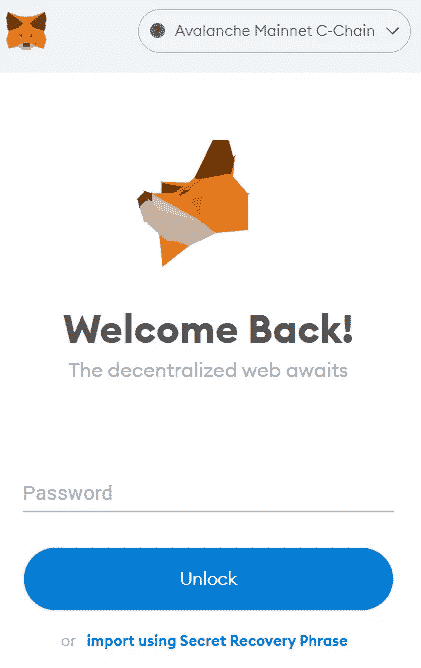 Avalanche Mainnet C-Chain
Welcome Back!
The decentralized web awaits
Password
Unlock
or import using Secret Recovery Phrase